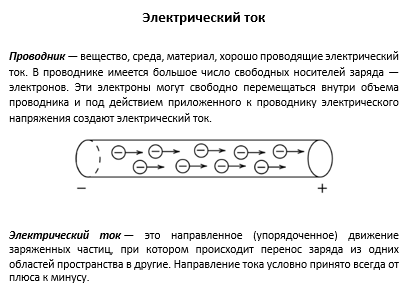 Электрический ток
Проводник — вещество, среда, материал, хорошо проводящие электрический
ток. В проводнике имеется большое число свободных носителей заряда —
электронов. Эти электроны могут свободно перемещаться внутри объема
проводника и под действием приложенного к проводнику электрического
напряжения создают электрический ток.
− − − −
− − − −
− +
Электрический ток — это направленное (упорядоченное) движение
заряженных частиц, при котором происходит перенос заряда из одних
областей пространства в другие. Направление тока условно принято всегда от
плюса к минусу.